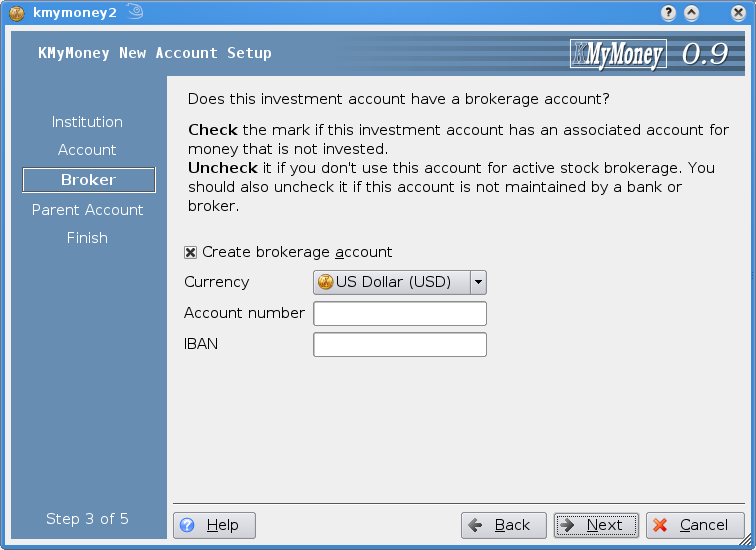 kmymoney2
KMyMoney New Account Setup
KMyMoney 0.9
Institution
Account
Broker
Parent Account
Finish
Step 3 of 5
Does this investment account have a brokerage account?
Check the mark if this investment account has an associated account for
money that is not invested.
Uncheck it if you don't use this account for active stock brokerage. You
should also uncheck it if this account is not maintained by a bank or
broker.
Create brokerage account
Currency US Dollar (USD)
Account number
IBAN
Help Back Next Cancel